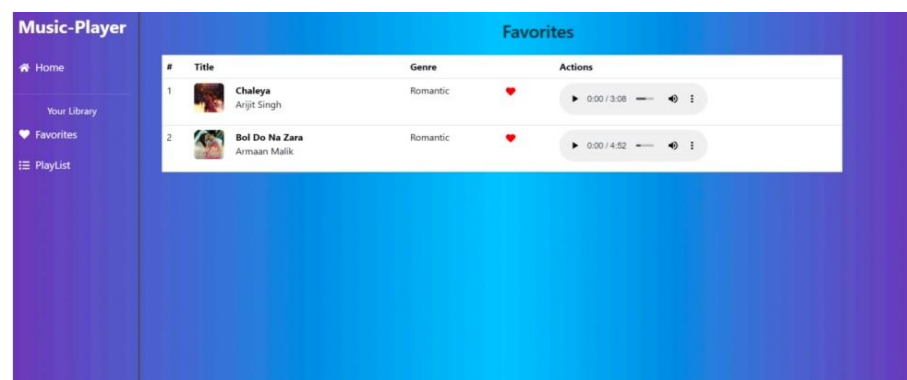 Music-Player
Home
Your Library
Favorites
PlayList
Favorites
# Title Genre Actions
1 Chaleya Romantic 0:00 / 3:08
Arijit Singh
2 Bol Do Na Zara Romantic 0:00 / 4:52
Armaan Malik